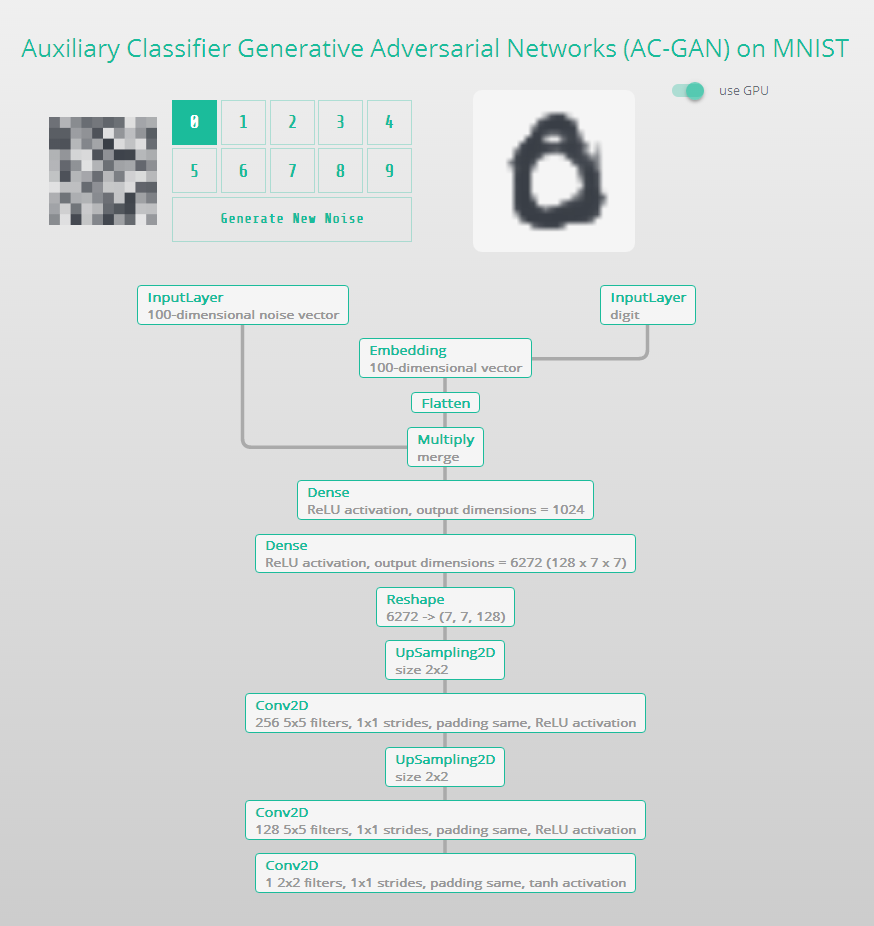 Auxiliary Classifier Generative Adversarial Networks (AC-GAN) on MNIST
use GPU
0 1 2 3 4
5 6 7 8 9
Generate New Noise
InputLayer
100-dimensional noise vector
InputLayer
digit
Embedding
100-dimensional vector
Flatten
Multiply
merge
Dense
ReLU activation, output dimensions = 1024
Dense
ReLU activation, output dimensions = 6272 (128 x 7 x 7)
Reshape
6272 -> (7, 7, 128)
UpSampling2D
size 2x2
Conv2D
256 5x5 filters, 1x1 strides, padding same, ReLU activation
UpSampling2D
size 2x2
Conv2D
128 5x5 filters, 1x1 strides, padding same, ReLU activation
Conv2D
1 2x2 filters, 1x1 strides, padding same, tanh activation